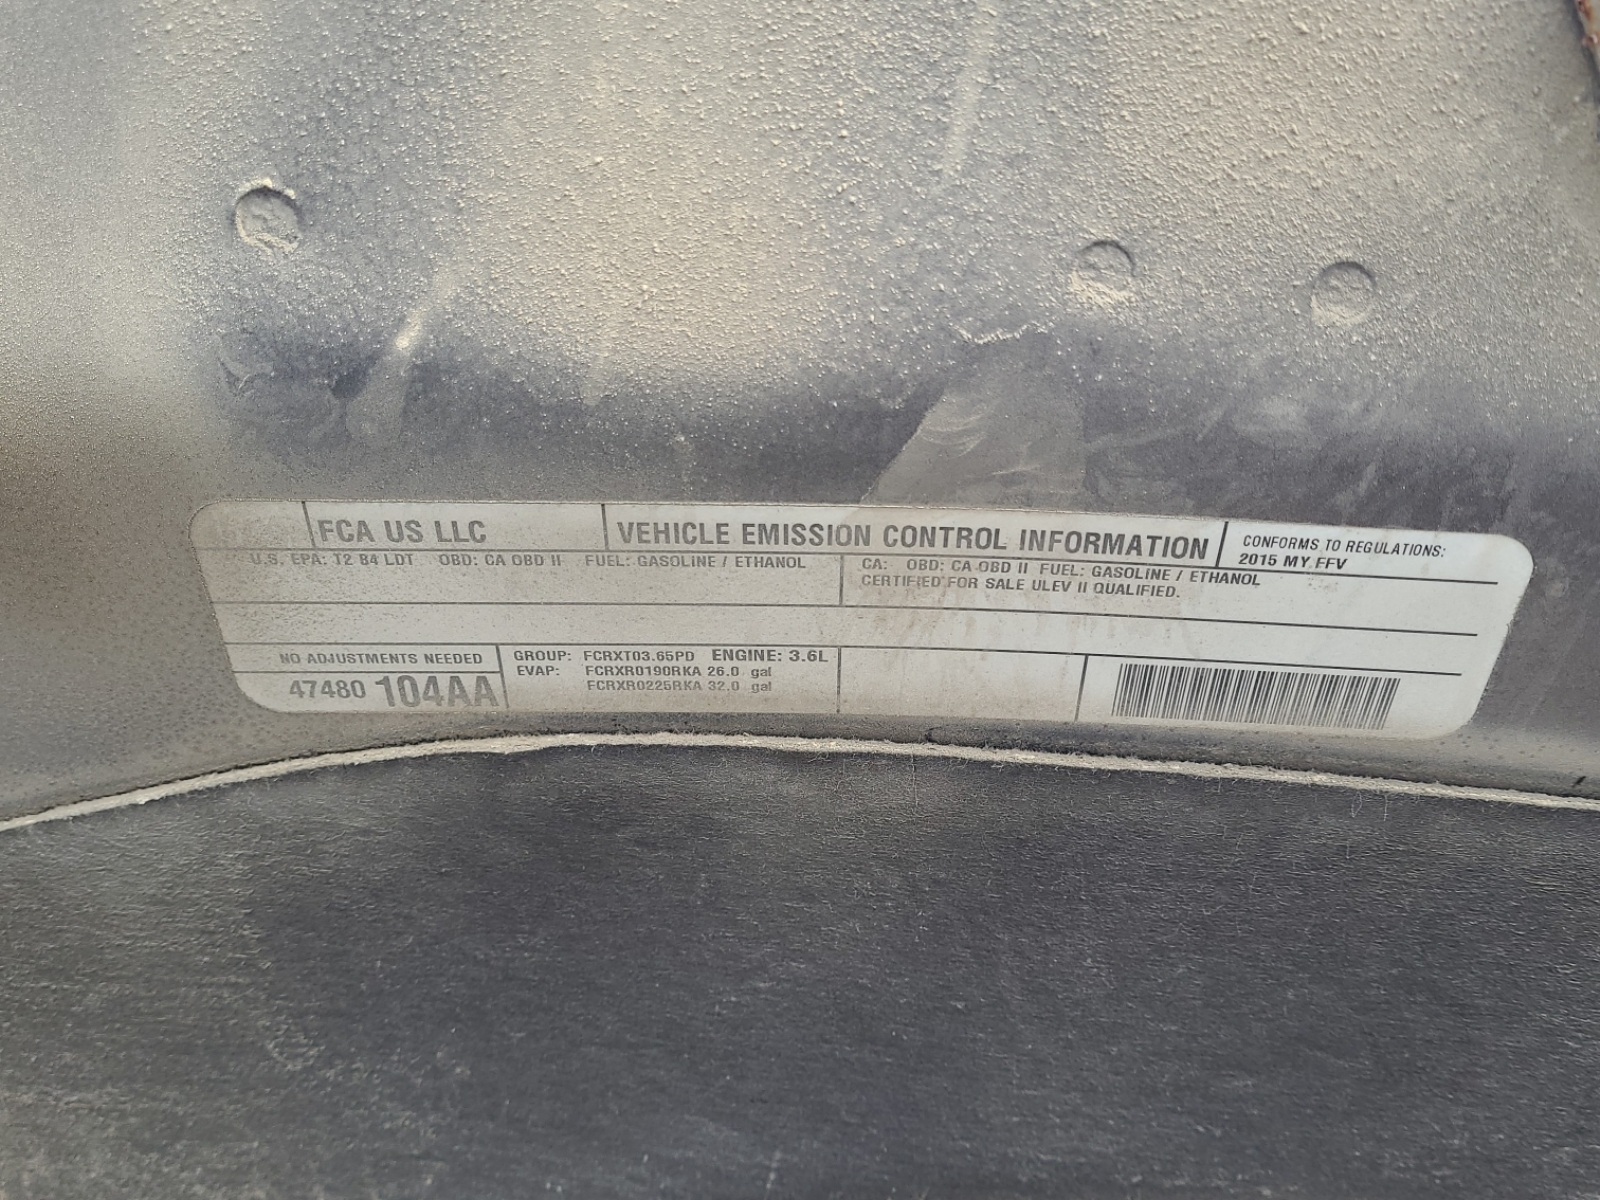 FCA US LLC
VEHICLE EMISSION CONTROL INFORMATION
CONFORMS TO REGULATIONS:
2015 MY FFV
U.S. EPA: T2 B4 LDT OBD: CA OBD II FUEL: GASOLINE / ETHANOL
CA: OBD: CA OBD II FUEL: GASOLINE / ETHANOL
CERTIFIED FOR SALE ULEV II QUALIFIED.
NO ADJUSTMENTS NEEDED
47480 104AA
GROUP: FCRXT03.65PD ENGINE: 3.6L
EVAP: FCRXR0190RKA 26.0 gal
FCRXR0225RKA 32.0 gal